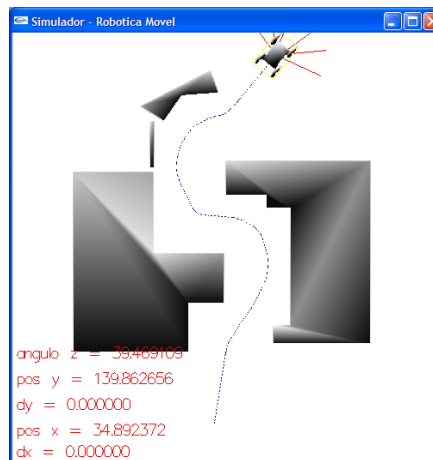 Simulador - Robotica Movel
angulo z = 39.469109
pos y = 139.862656
dy = 0.000000
pos x = 34.892372
dx = 0.000000